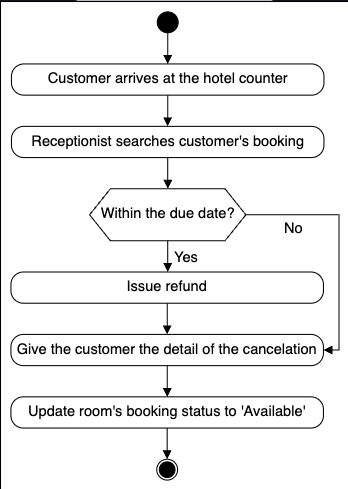 Customer arrives at the hotel counter
Receptionist searches customer's booking
Within the due date?
No
Yes
Issue refund
Give the customer the detail of the cancelation
Update room's booking status to 'Available'